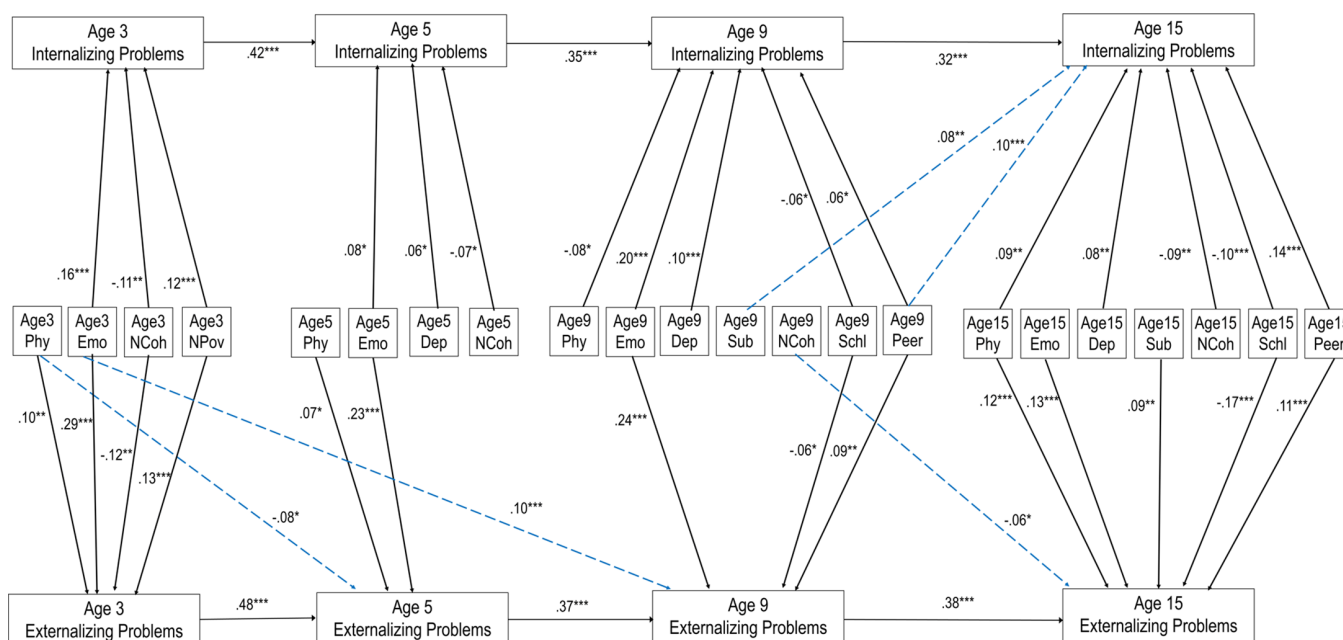 Age 3
Internalizing Problems
Age 5
Internalizing Problems
Age 9
Internalizing Problems
Age 15
Internalizing Problems
.42***
.35***
.32***
.08**
.10***
-.06*
.06*
.16***
-.11**
.12***
.08*
.06*
-.07*
-.08*
.20***
.10***
.09**
.08**
-.09**
-.10***
.14***
Age3
Phy
Age3
Emo
Age3
NCoh
Age3
NPov
Age5
Phy
Age5
Emo
Age5
Dep
Age5
NCoh
Age9
Phy
Age9
Emo
Age9
Dep
Age9
Sub
Age9
NCoh
Age9
Schl
Age9
Peer
Age15
Phy
Age15
Emo
Age15
Dep
Age15
Sub
Age15
NCoh
Age15
Schl
Age1
Peer
.10**
.29***
-.12**
.13***
.07*
.23***
.24***
-.06*
.09**
.12***
.13***
.09**
-.17***
.11***
-.08*
.10***
-.06*
Age 3
Externalizing Problems
Age 5
Externalizing Problems
Age 9
Externalizing Problems
Age 15
Externalizing Problems
.48***
.37***
.38***